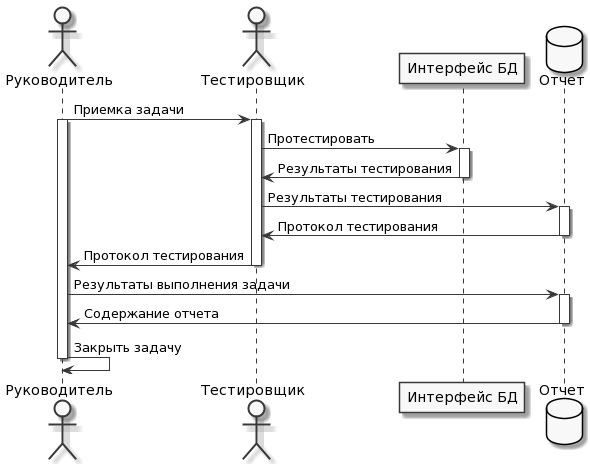 Руководитель
Тестировщик
Интерфейс БД
Отчет
Приемка задачи
Протестировать
Результаты тестирования
Результаты тестирования
Протокол тестирования
Протокол тестирования
Результаты выполнения задачи
Содержание отчета
Закрыть задачу
Руководитель
Тестировщик
Интерфейс БД
Отчет